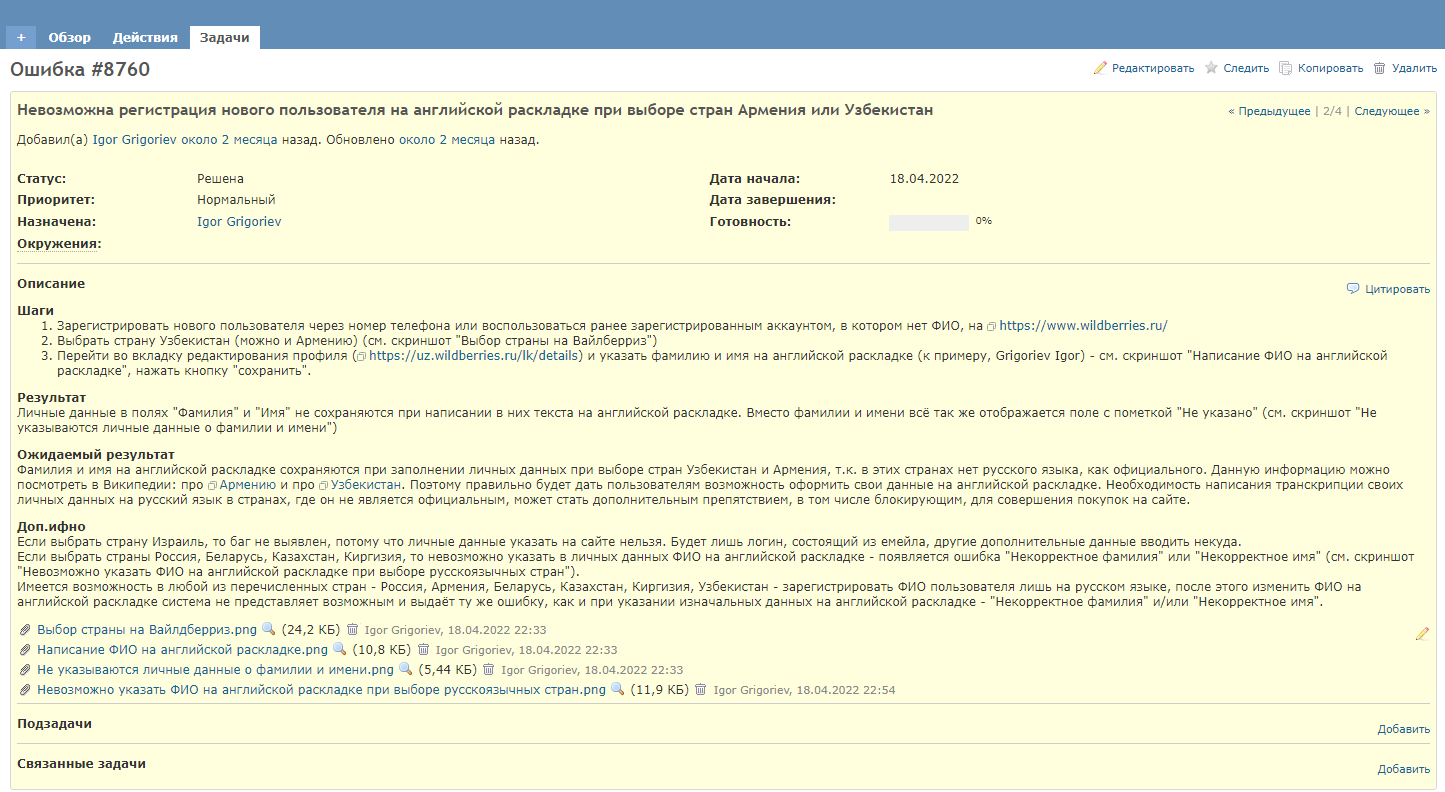 + Обзор Действия Задачи
Ошибка #8760
Редактировать Следить Копировать Удалить
Невозможна регистрация нового пользователя на английской раскладке при выборе стран Армения или Узбекистан
« Предыдущее | 2/4 | Следующее »
Добавил(а) Igor Grigoriev около 2 месяца назад. Обновлено около 2 месяца назад.
Статус: Решена Дата начала: 18.04.2022
Приоритет: Нормальный Дата завершения:
Назначена: Igor Grigoriev Готовность: 0%
Окружения:
Описание
Цитировать
Шаги
1. Зарегистрировать нового пользователя через номер телефона или воспользоваться ранее зарегистрированным аккаунтом, в котором нет ФИО, на https://www.wildberries.ru/
2. Выбрать страну Узбекистан (можно и Армению) (см. скриншот "Выбор страны на Вайлберриз")
3. Перейти во вкладку редактирования профиля (https://uz.wildberries.ru/lk/details) и указать фамилию и имя на английской раскладке (к примеру, Grigoriev Igor) - см. скриншот "Написание ФИО на английской
раскладке", нажать кнопку "сохранить".
Результат
Личные данные в полях "Фамилия" и "Имя" не сохраняются при написании в них текста на английской раскладке. Вместо фамилии и имени всё так же отображается поле с пометкой "Не указано" (см. скриншот "Не
указываются личные данные о фамилии и имени")
Ожидаемый результат
Фамилия и имя на английской раскладке сохраняются при заполнении личных данных при выборе стран Узбекистан и Армения, т.к. в этих странах нет русского языка, как официального. Данную информацию можно
посмотреть в Википедии: про Армению и про Узбекистан. Поэтому правильно будет дать пользователям возможность оформить свои данные на английской раскладке. Необходимость написания транскрипции своих
личных данных на русский язык в странах, где он не является официальным, может стать дополнительным препятствием, в том числе блокирующим, для совершения покупок на сайте.
Доп.ифно
Если выбрать страну Израиль, то баг не выявлен, потому что личные данные указать на сайте нельзя. Будет лишь логин, состоящий из емейла, другие дополнительные данные вводить некуда.
Если выбрать страны Россия, Беларусь, Казахстан, Киргизия, то невозможно указать в личных данных ФИО на английской раскладке - появляется ошибка "Некорректное фамилия" или "Некорректное имя" (см. скриншот
"Невозможно указать ФИО на английской раскладке при выборе русскоязычных стран").
Имеется возможность в любой из перечисленных стран - Россия, Армения, Беларусь, Казахстан, Киргизия, Узбекистан - зарегистрировать ФИО пользователя лишь на русском языке, после этого изменить ФИО на
английской раскладке система не представляет возможным и выдаёт ту же ошибку, как и при указании изначальных данных на английской раскладке - "Некорректное фамилия" и/или "Некорректное имя".
Выбор страны на Вайлдберриз.png (24,2 КБ) Igor Grigoriev, 18.04.2022 22:33
Написание ФИО на английской раскладке.png (10,8 КБ) Igor Grigoriev, 18.04.2022 22:33
Не указываются личные данные о фамилии и имени.png (5,44 КБ) Igor Grigoriev, 18.04.2022 22:33
Невозможно указать ФИО на английской раскладке при выборе русскоязычных стран.png (11,9 КБ) Igor Grigoriev, 18.04.2022 22:54
Подзадачи
Добавить
Связанные задачи
Добавить